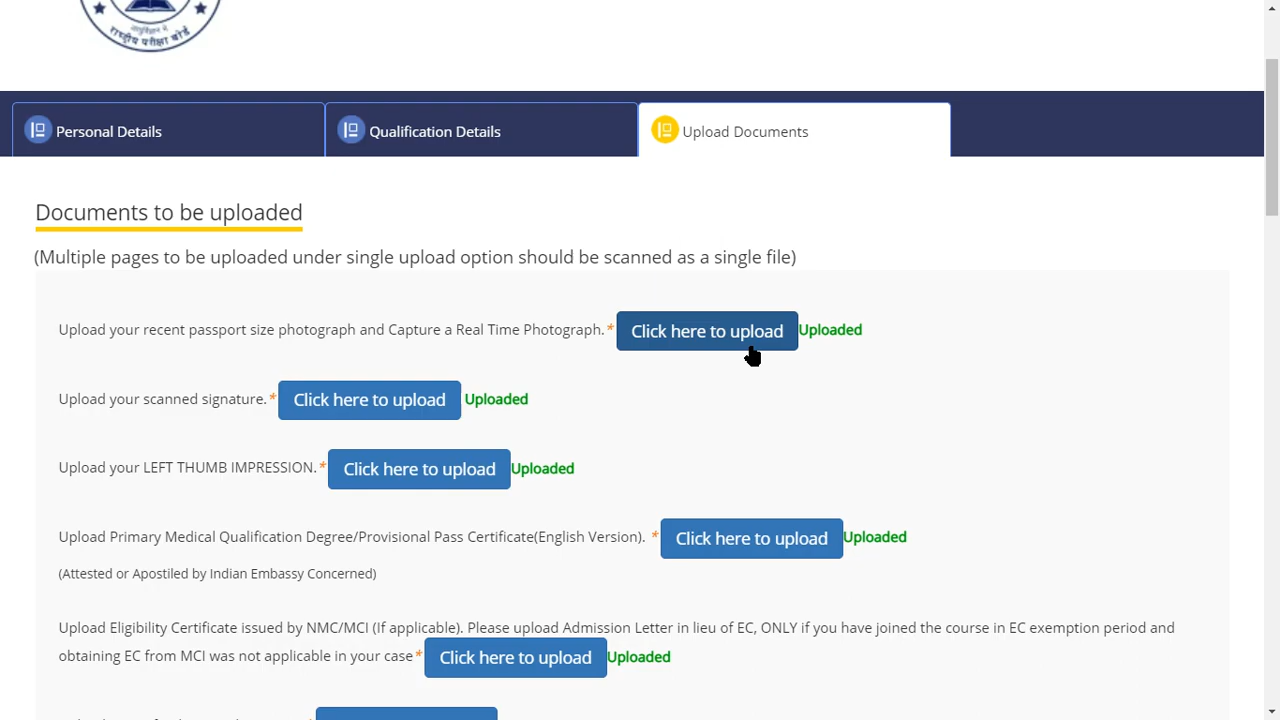 आयुर्विज्ञान में
राष्ट्रीय परीक्षा बोर्ड
Personal Details
Qualification Details
Upload Documents
Documents to be uploaded
(Multiple pages to be uploaded under single upload option should be scanned as a single file)
Upload your recent passport size photograph and Capture a Real Time Photograph.* Click here to upload Uploaded
Upload your scanned signature.* Click here to upload Uploaded
Upload your LEFT THUMB IMPRESSION.* Click here to upload Uploaded
Upload Primary Medical Qualification Degree/Provisional Pass Certificate(English Version). * Click here to upload Uploaded
(Attested or Apostiled by Indian Embassy Concerned)
Upload Eligibility Certificate issued by NMC/MCI (If applicable). Please upload Admission Letter in lieu of EC, ONLY if you have joined the course in EC exemption period and
obtaining EC from MCI was not applicable in your case* Click here to upload Uploaded